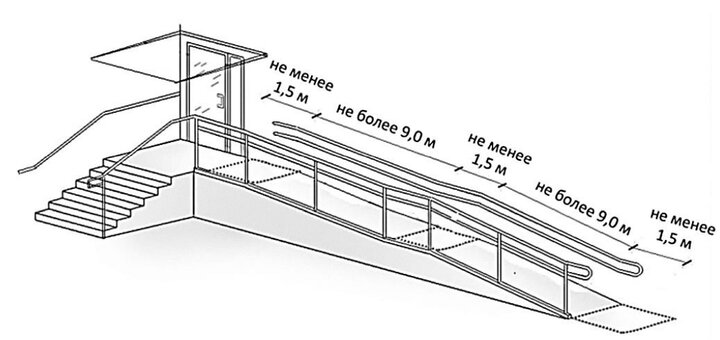 не менее
1,5 м
не более 9,0 м
не менее
1,5 м
не более 9,0 м
не менее
1,5 м